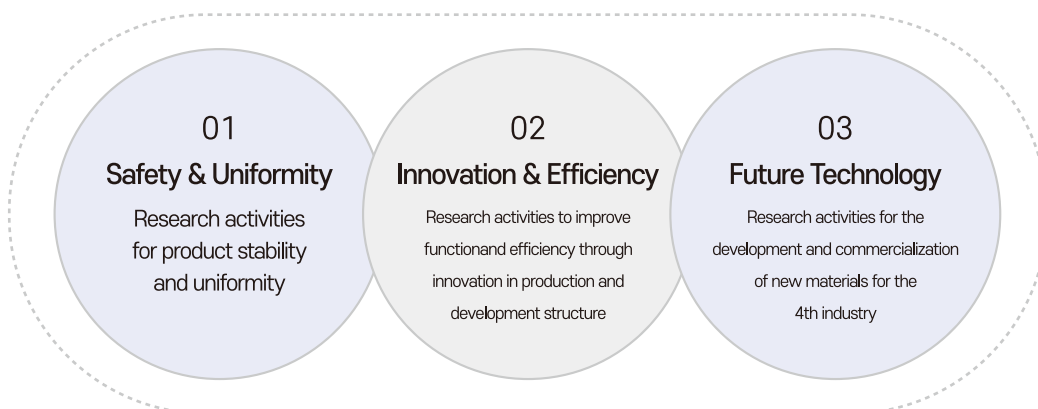 01
Safety & Uniformity
Research activities
for product stability
and uniformity
02
Innovation & Efficiency
Research activities to improve
functionand efficiency through
innovation in production and
development structure
03
Future Technology
Research activities for the
development and commercialization
of new materials for the
4th industry